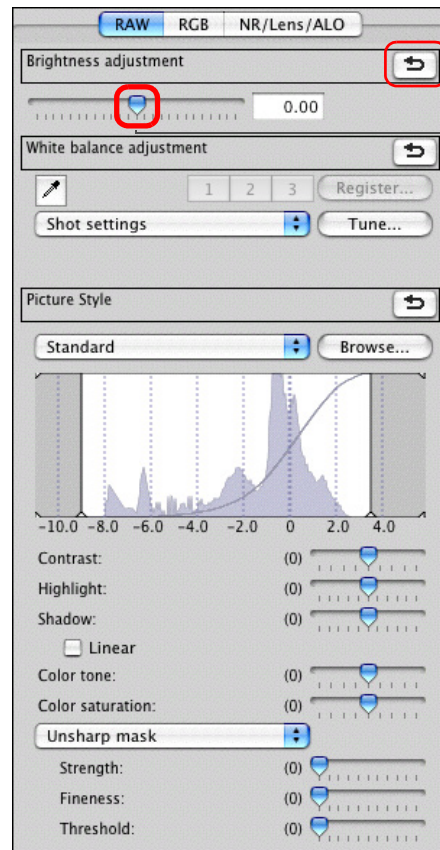 RAW RGB NR/Lens/ALO
Brightness adjustment
0.00
White balance adjustment
1 2 3 Register...
Shot settings Tune...
Picture Style
Standard Browse...
-10.0 -8.0 -6.0 -4.0 -2.0 0 2.0 4.0
Contrast: (0)
Highlight: (0)
Shadow: (0)
Linear
Color tone: (0)
Color saturation: (0)
Unsharp mask
Strength: (0)
Fineness: (0)
Threshold: (0)